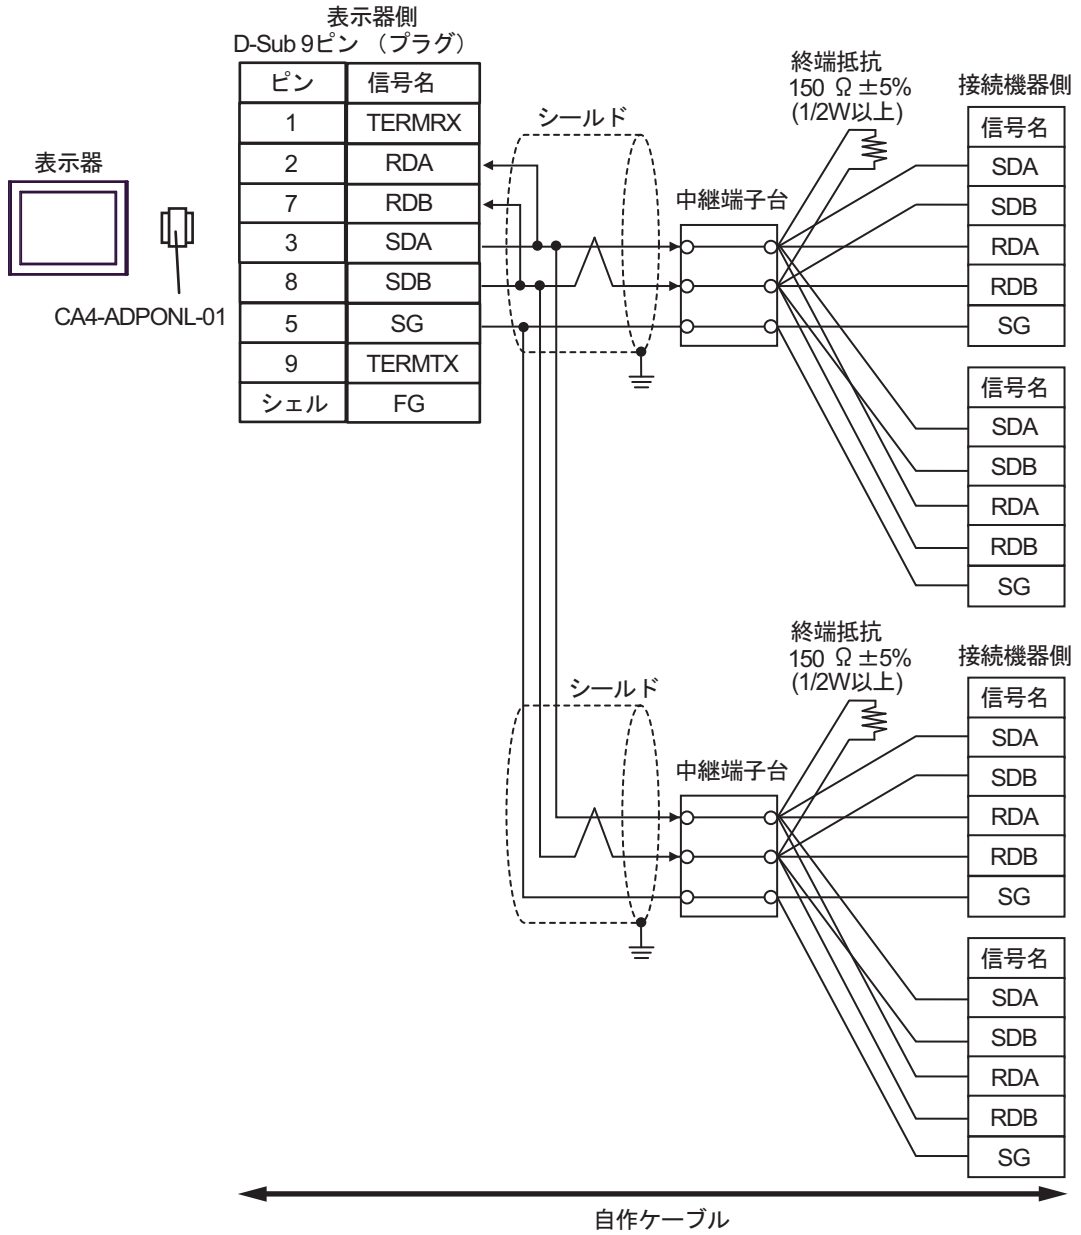 表示器側
D-Sub 9ピン （プラグ）
ピン 信号名
1 TERMRX
2 RDA
7 RDB
3 SDA
8 SDB
5 SG
9 TERMTX
シェル FG
表示器
CA4-ADPONL-01
シールド
中継端子台
終端抵抗
150 Ω ±5%
(1/2W以上)
接続機器側
信号名
SDA
SDB
RDA
RDB
SG
信号名
SDA
SDB
RDA
RDB
SG
シールド
中継端子台
終端抵抗
150 Ω ±5%
(1/2W以上)
接続機器側
信号名
SDA
SDB
RDA
RDB
SG
信号名
SDA
SDB
RDA
RDB
SG
自作ケーブル